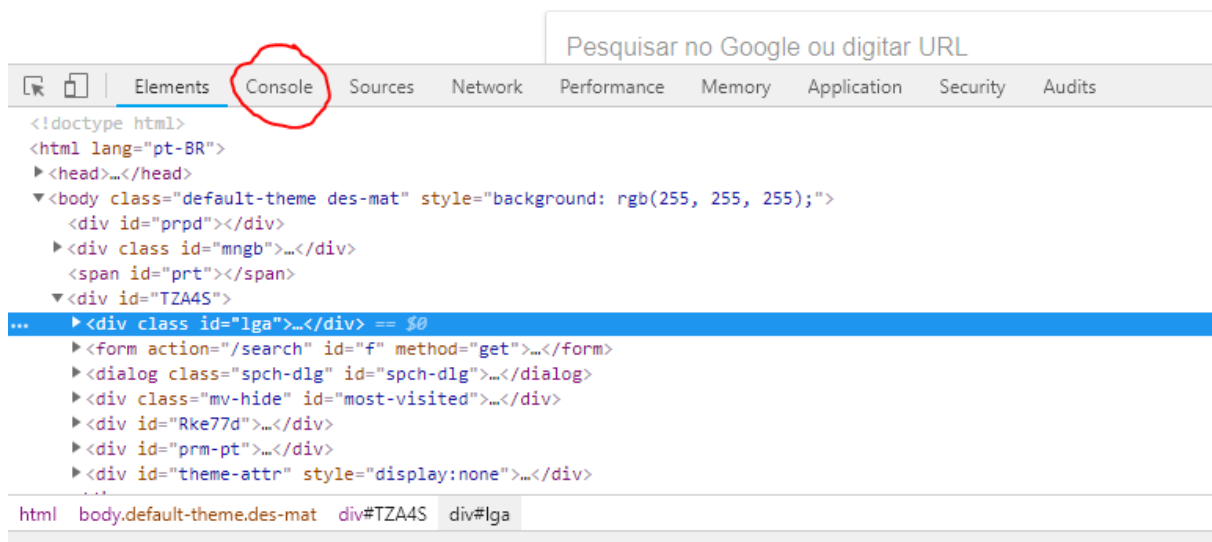 Pesquisar no Google ou digitar URL
Elements Console Sources Network Performance Memory Application Security Audits
<!doctype html>
<html lang="pt-BR">
<head>…</head>
<body class="default-theme des-mat" style="background: rgb(255, 255, 255);">
<div id="prpd"></div>
<div class id="mngb">…</div>
<span id="prt"></span>
<div id="TZA4S">
... <div class id="lga">…</div> == $0
<form action="/search" id="f" method="get">…</form>
<dialog class="spch-dlg" id="spch-dlg">…</dialog>
<div class="mv-hide" id="most-visited">…</div>
<div id="Rke77d">…</div>
<div id="prm-pt">…</div>
<div id="theme-attr" style="display:none">…</div>
html body.default-theme.des-mat div#TZA4S div#lga